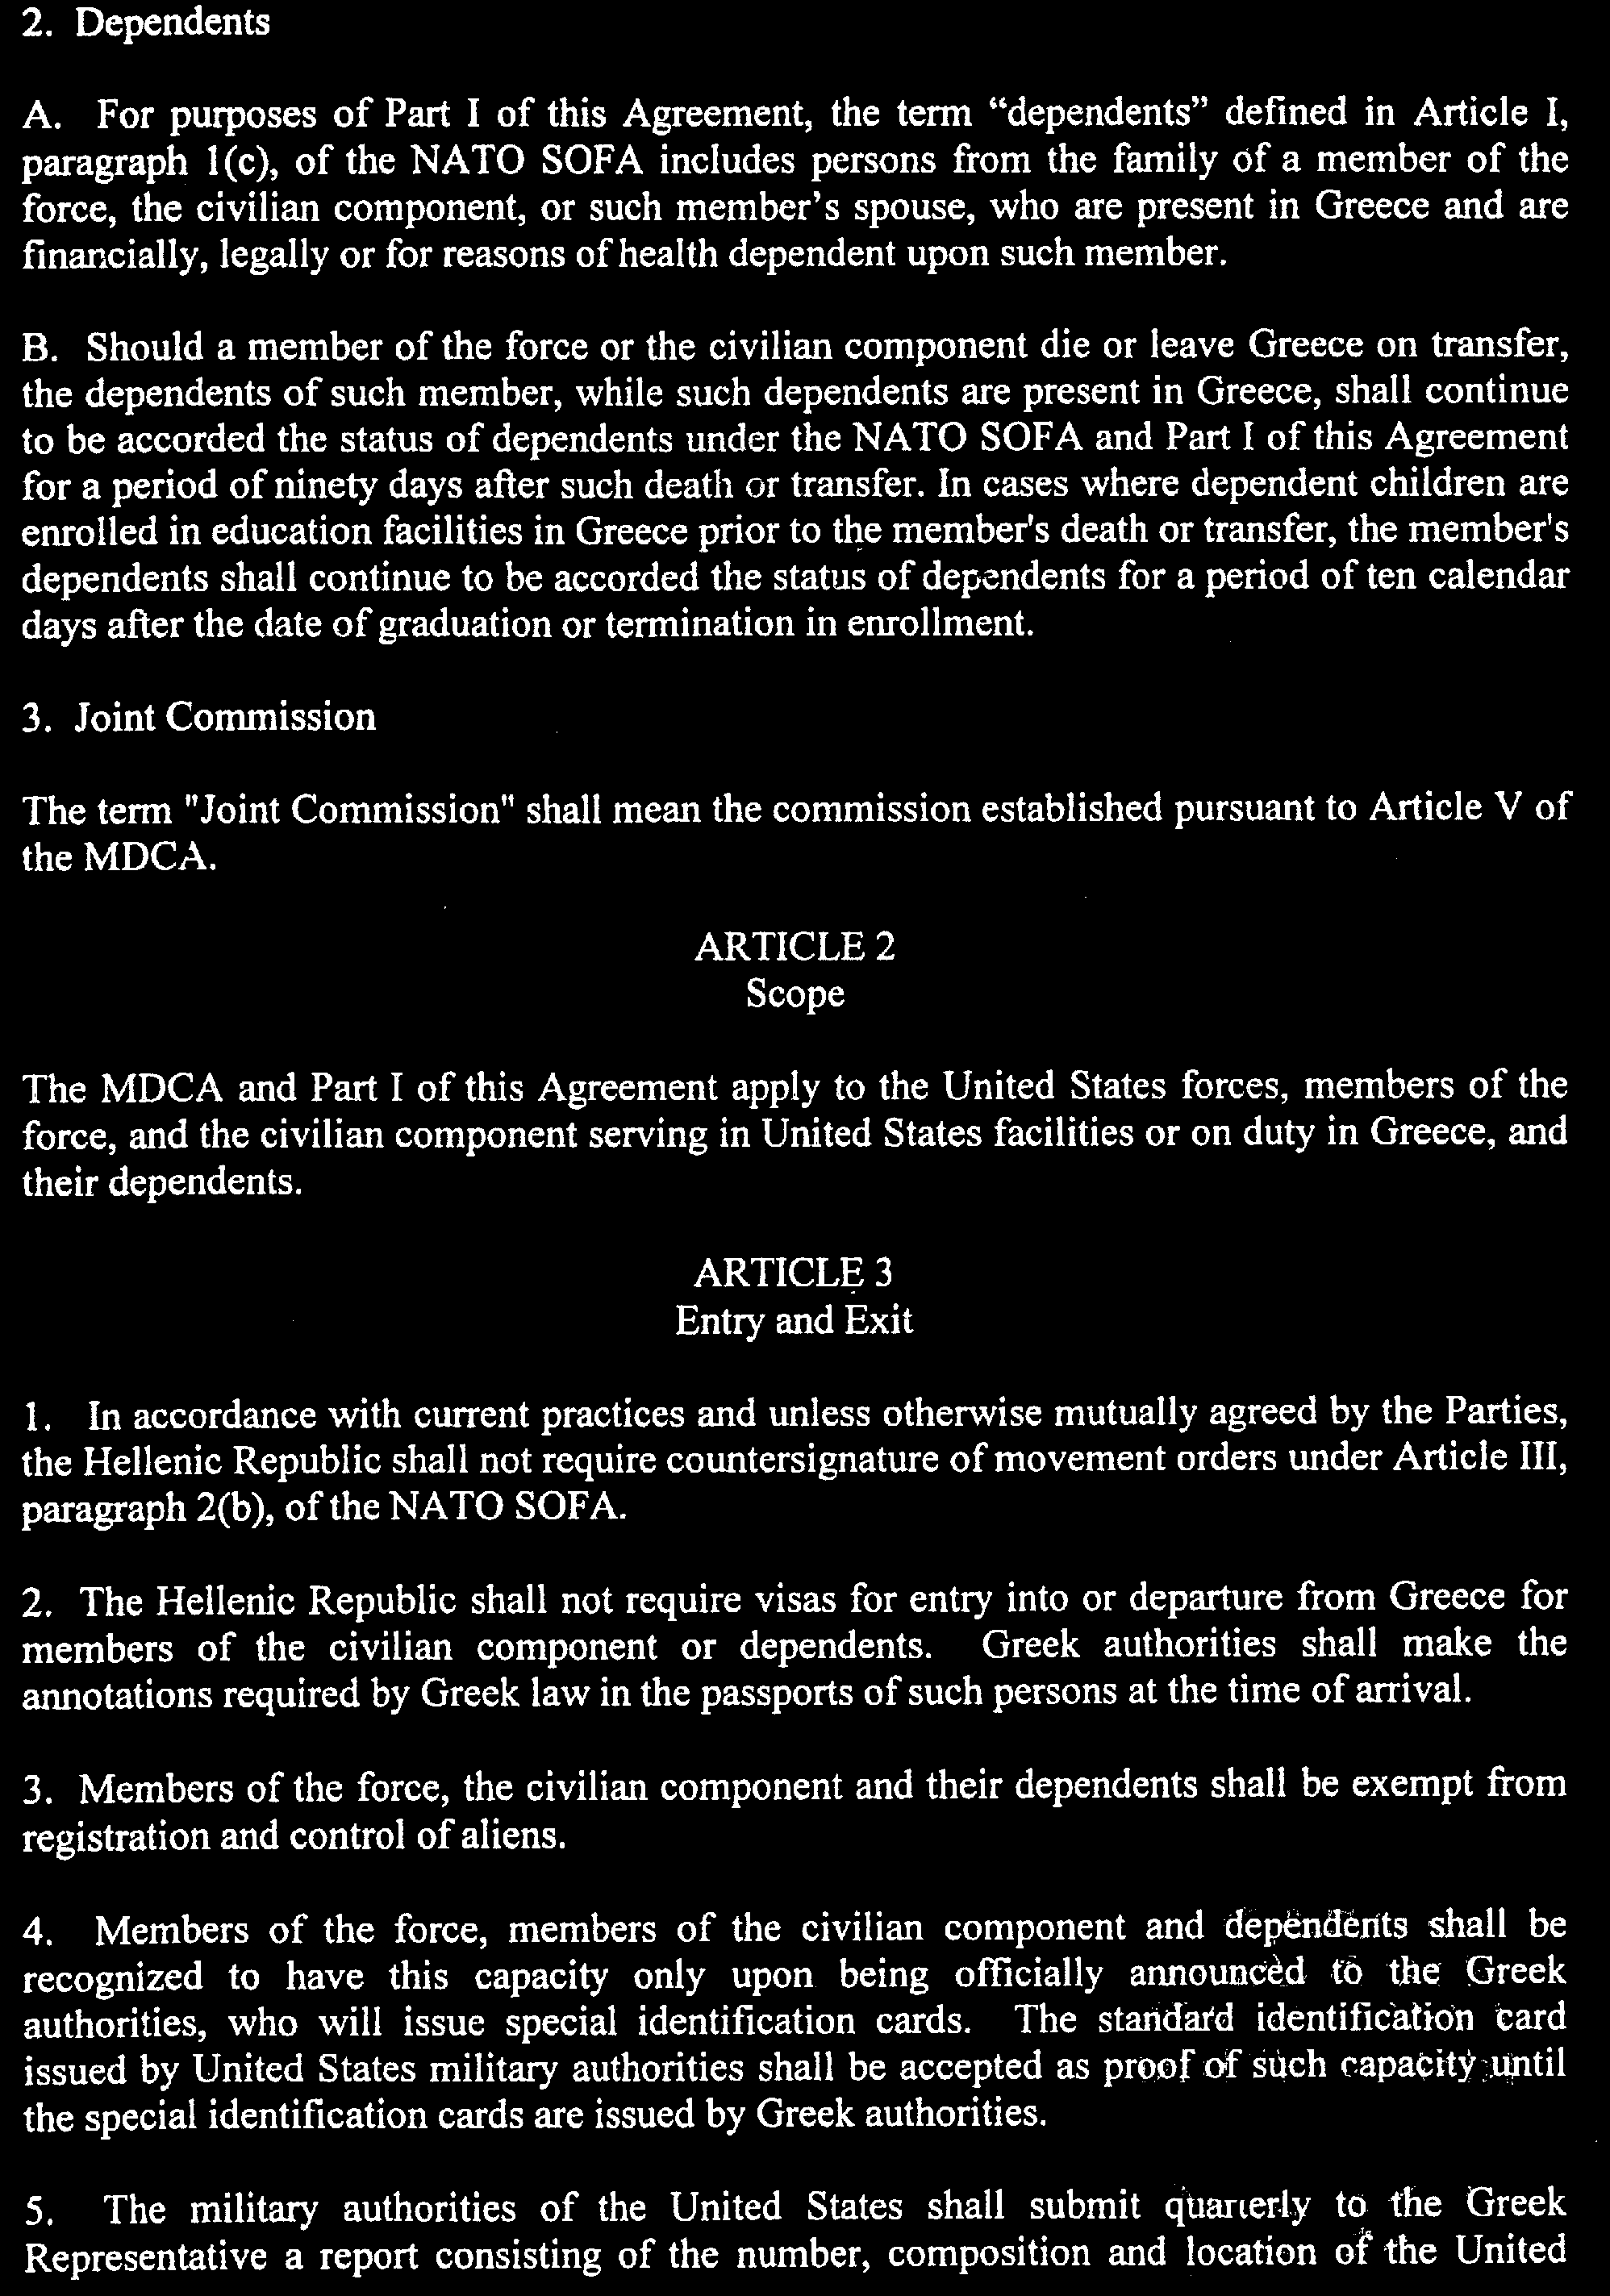 2. Dependents
A. For purposes of Part I of this Agreement, the term “dependents” defined in Article I,
paragraph 1(c), of the NATO SOFA includes persons from the family of a member of the
force, the civilian component, or such member’s spouse, who are present in Greece and are
financially, legally or for reasons of health dependent upon such member.
B. Should a member of the force or the civilian component die or leave Greece on transfer,
the dependents of such member, while such dependents are present in Greece, shall continue
to be accorded the status of dependents under the NATO SOFA and Part I of this Agreement
for a period of ninety days after such death or transfer. In cases where dependent children are
enrolled in education facilities in Greece prior to the member's death or transfer, the member's
dependents shall continue to be accorded the status of dependents for a period of ten calendar
days after the date of graduation or termination in enrollment.
3. Joint Commission
The term "Joint Commission" shall mean the commission established pursuant to Article V of
the MDCA.
ARTICLE 2
Scope
The MDCA and Part I of this Agreement apply to the United States forces, members of the
force, and the civilian component serving in United States facilities or on duty in Greece, and
their dependents.
ARTICLE 3
Entry and Exit
1. In accordance with current practices and unless otherwise mutually agreed by the Parties,
the Hellenic Republic shall not require countersignature of movement orders under Article III,
paragraph 2(b), of the NATO SOFA.
2. The Hellenic Republic shall not require visas for entry into or departure from Greece for
members of the civilian component or dependents. Greek authorities shall make the
annotations required by Greek law in the passports of such persons at the time of arrival.
3. Members of the force, the civilian component and their dependents shall be exempt from
registration and control of aliens.
4. Members of the force, members of the civilian component and dependents shall be
recognized to have this capacity only upon being officially announced to the Greek
authorities, who will issue special identification cards. The standard identification card
issued by United States military authorities shall be accepted as proof of such capacity until
the special identification cards are issued by Greek authorities.
5. The military authorities of the United States shall submit quarterly to the Greek
Representative a report consisting of the number, composition and location of the United